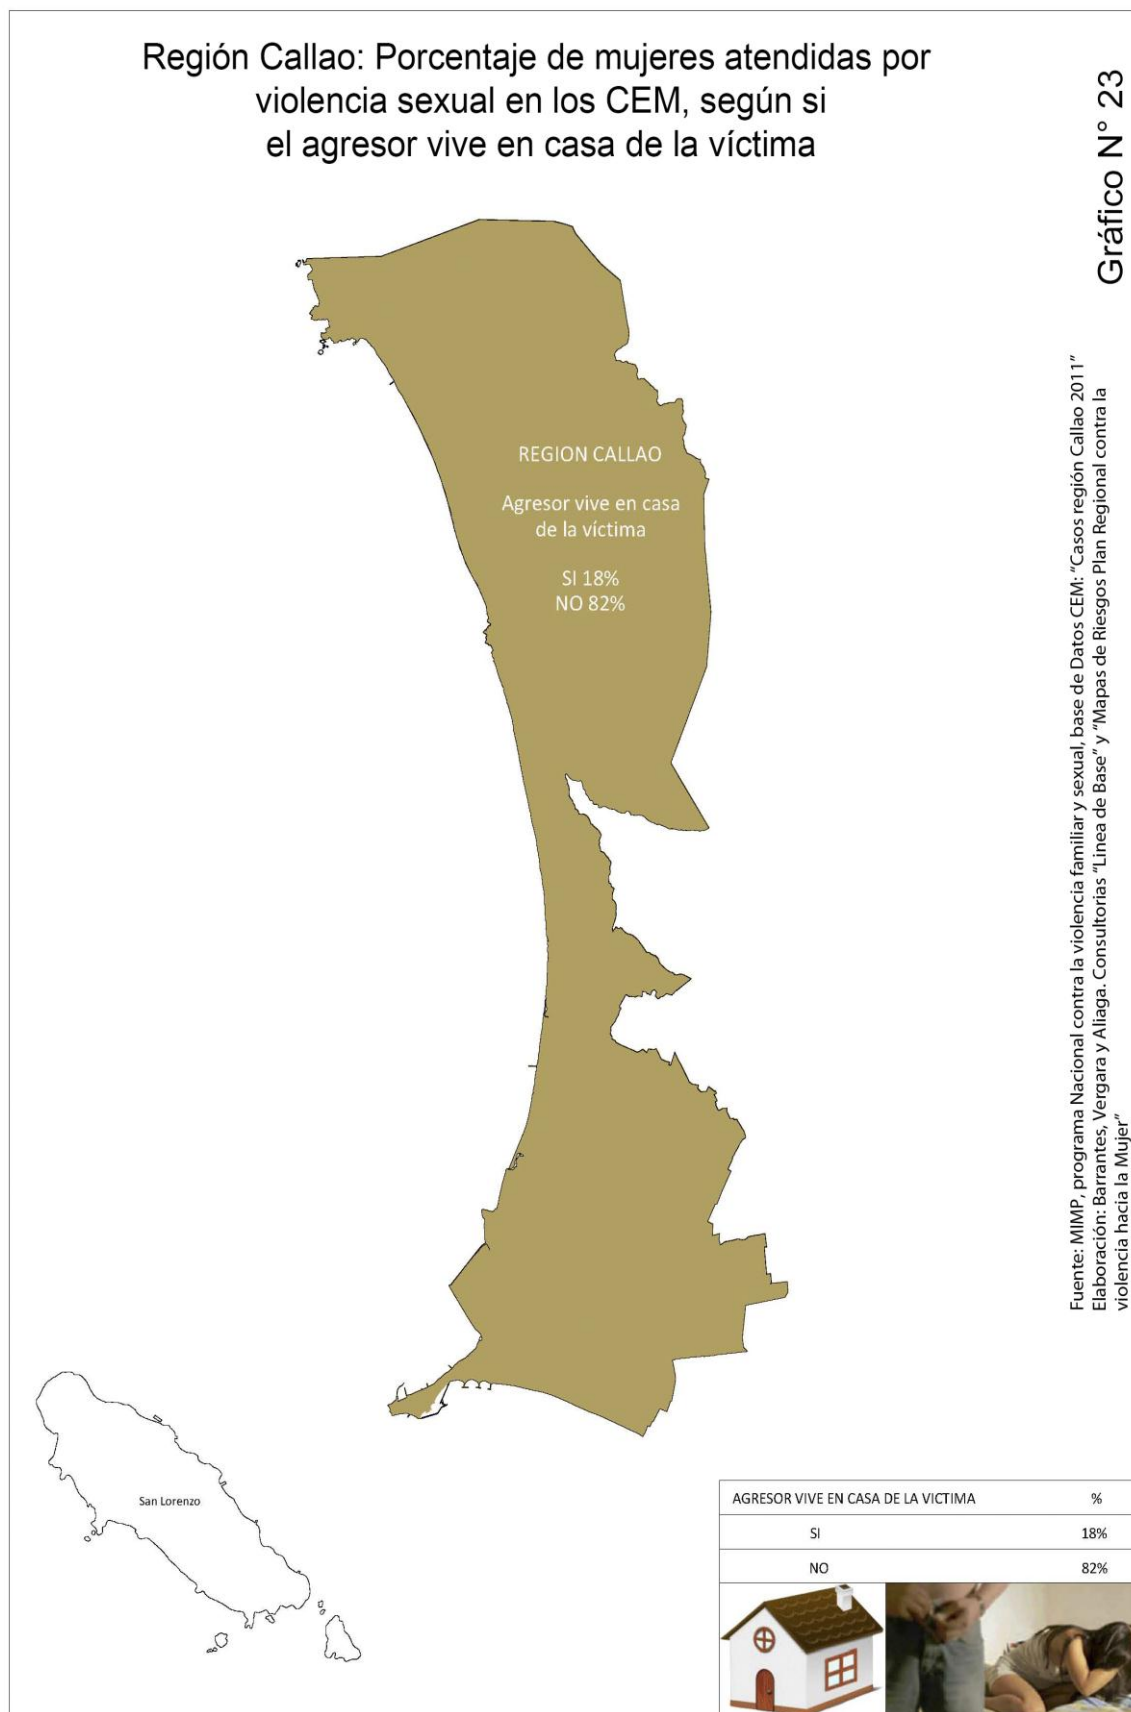 Región Callao: Porcentaje de mujeres atendidas por
violencia sexual en los CEM, según si
el agresor vive en casa de la víctima
Gráfico N° 23
REGION CALLAO
Agresor vive en casa
de la víctima
SI 18%
NO 82%
Fuente: MIMP, programa Nacional contra la violencia familiar y sexual, base de Datos CEM: "Casos región Callao 2011"
Elaboración: Barrantes, Vergara y Aliaga. Consultorias "Linea de Base" y "Mapas de Riesgos Plan Regional contra la
violencia hacia la Mujer"
San Lorenzo
AGRESOR VIVE EN CASA DE LA VICTIMA %
SI 18%
NO 82%